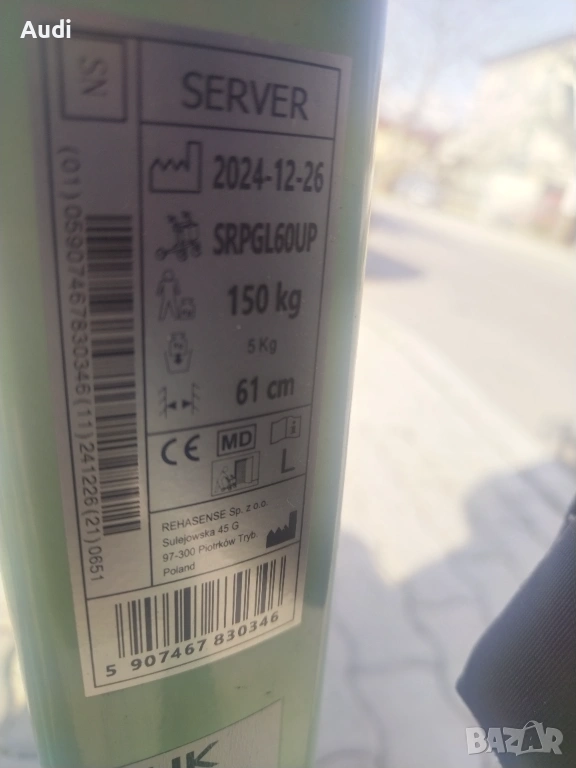 Audi
SN
SERVER
2024-12-26
SRPGL60UP
150 kg
5 Kg
61 cm
CE MD
L
REHASENSE Sp. z o.o.
Sulejowska 45 G
97-300 Piotrków Tryb.
Poland
(01)05907467830346(11)241226(21)0651
5 907467 830346
BAZAR